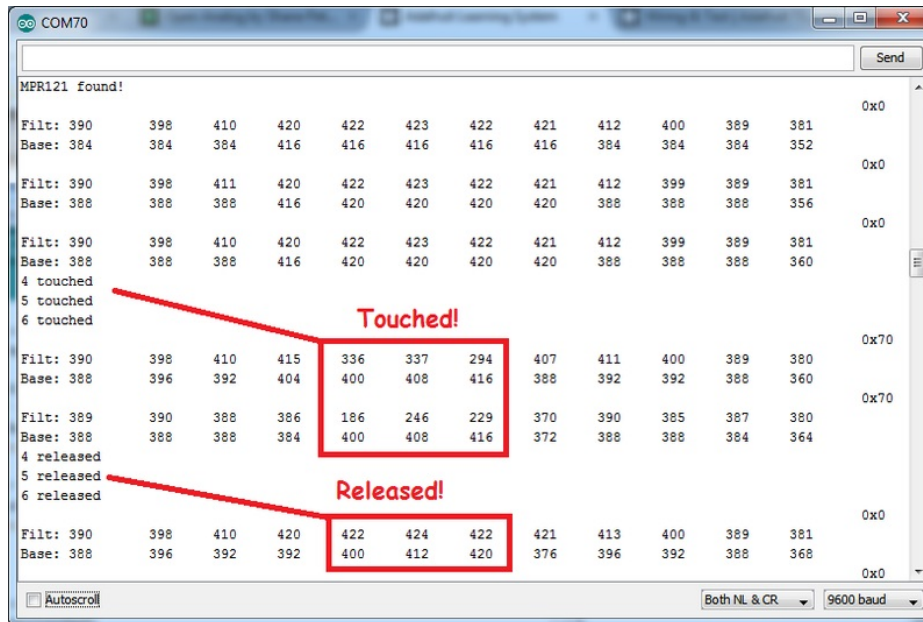 COM70
Send
MPR121 found!
0x0
Filt: 390 398 410 420 422 423 422 421 412 400 389 381
Base: 384 384 384 416 416 416 416 416 384 384 384 352
0x0
Filt: 390 398 411 420 422 423 422 421 412 399 389 381
Base: 388 388 388 416 420 420 420 420 388 388 388 356
0x0
Filt: 390 398 410 420 422 423 422 421 412 399 389 381
Base: 388 388 388 416 420 420 420 420 388 388 388 360
4 touched
5 touched
6 touched
Touched!
0x70
Filt: 390 398 410 415 336 337 294 407 411 400 389 380
Base: 388 396 392 404 400 408 416 388 392 392 388 360
0x70
Filt: 389 390 388 386 186 246 229 370 390 385 387 380
Base: 388 388 388 384 400 408 416 372 388 388 384 364
4 released
5 released
6 released
Released!
0x0
Filt: 390 398 410 420 422 424 422 421 413 400 389 381
Base: 388 396 392 392 400 412 420 376 396 392 388 368
0x0
Autoscroll
Both NL & CR
9600 baud